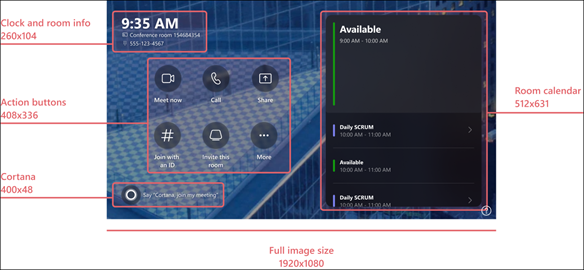 Clock and room info
260x104
9:35 AM
Conference room 154684354
555-123-4567
Action buttons
408x336
Meet now
Call
Share
Join with
an ID
Invite this
room
More
Cortana
400x48
Say "Cortana, join my meeting"
Available
9:00 AM - 10:00 AM
Daily SCRUM
10:00 AM - 11:00 AM
Available
10:00 AM - 11:00 AM
Daily SCRUM
10:00 AM - 11:00 AM
Room calendar
512x631
Full image size
1920x1080